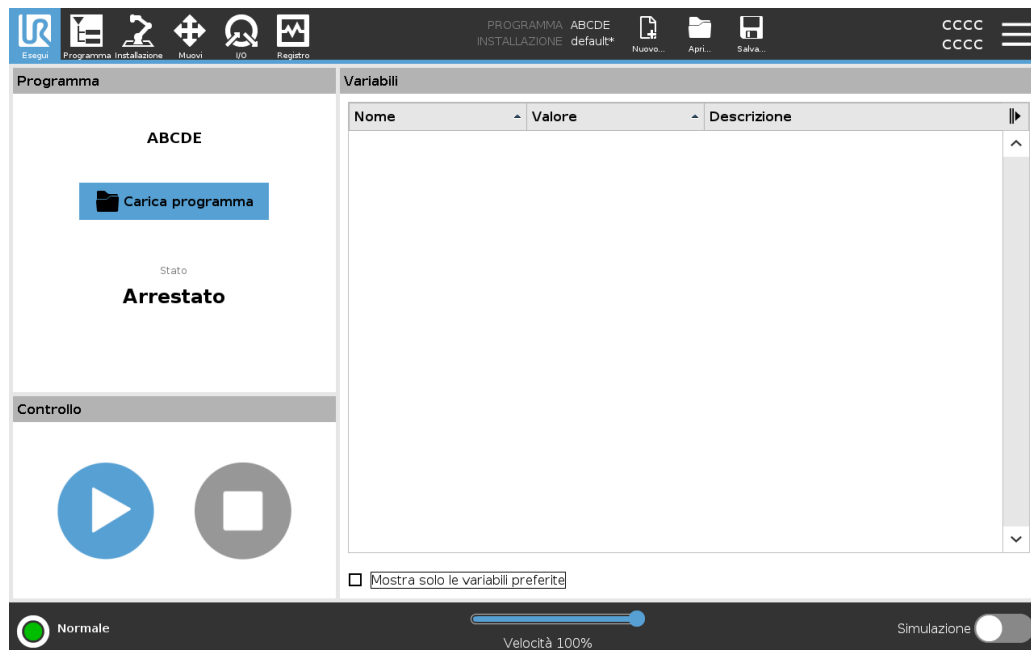 UR
Esegui
Programma
Installazione
Muovi
I/O
Registro
PROGRAMMA ABCDE
INSTALLAZIONE default*
Nuovo...
Apri...
Salva...
CCCC
CCCC
Programma
ABCDE
Carica programma
Stato
Arrestato
Controllo
Variabili
Nome Valore Descrizione
Mostra solo le variabili preferite
Normale
Velocità 100%
Simulazione